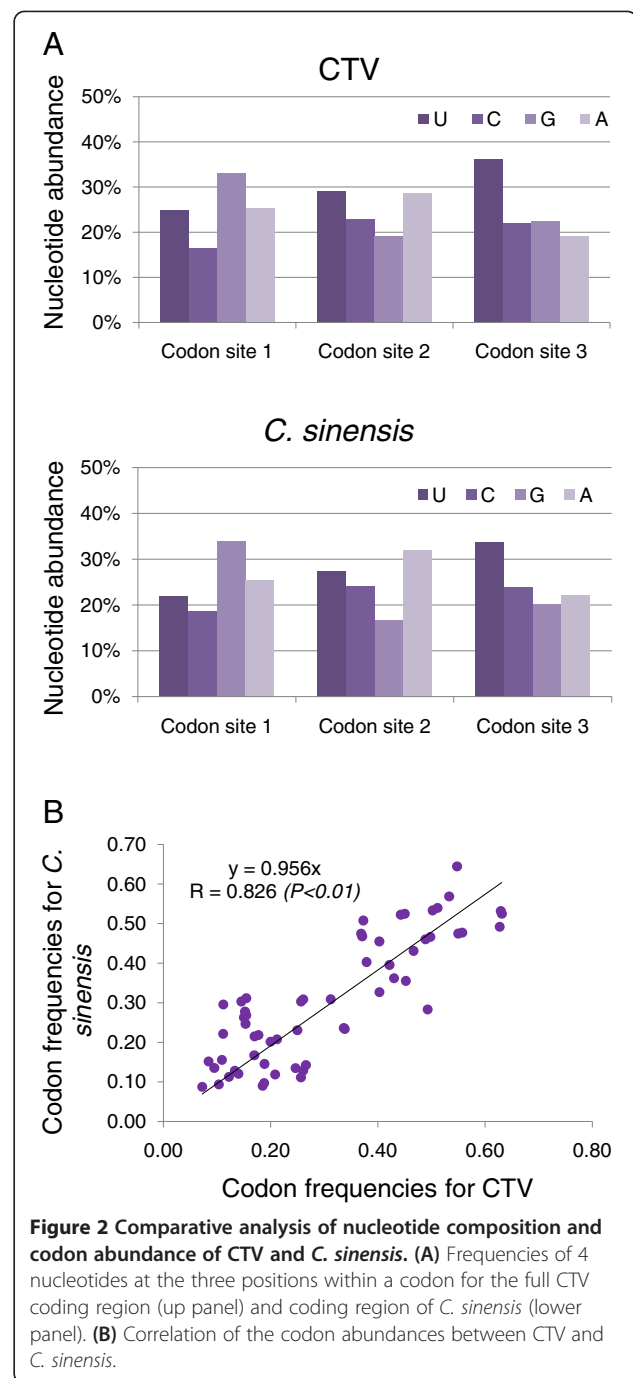 A
CTV
50%
40%
30%
20%
10%
0%
Nucleotide abundance
U C G A
Codon site 1 Codon site 2 Codon site 3
C. sinensis
50%
40%
30%
20%
10%
0%
Nucleotide abundance
U C G A
Codon site 1 Codon site 2 Codon site 3
B
0.70
0.60
0.50
0.40
0.30
0.20
0.10
0.00
Codon frequencies for C.
sinensis
y = 0.956x
R = 0.826 (P<0.01)
0.00 0.20 0.40 0.60 0.80
Codon frequencies for CTV
Figure 2 Comparative analysis of nucleotide composition and
codon abundance of CTV and C. sinensis. (A) Frequencies of 4
nucleotides at the three positions within a codon for the full CTV
coding region (up panel) and coding region of C. sinensis (lower
panel). (B) Correlation of the codon abundances between CTV and
C. sinensis.